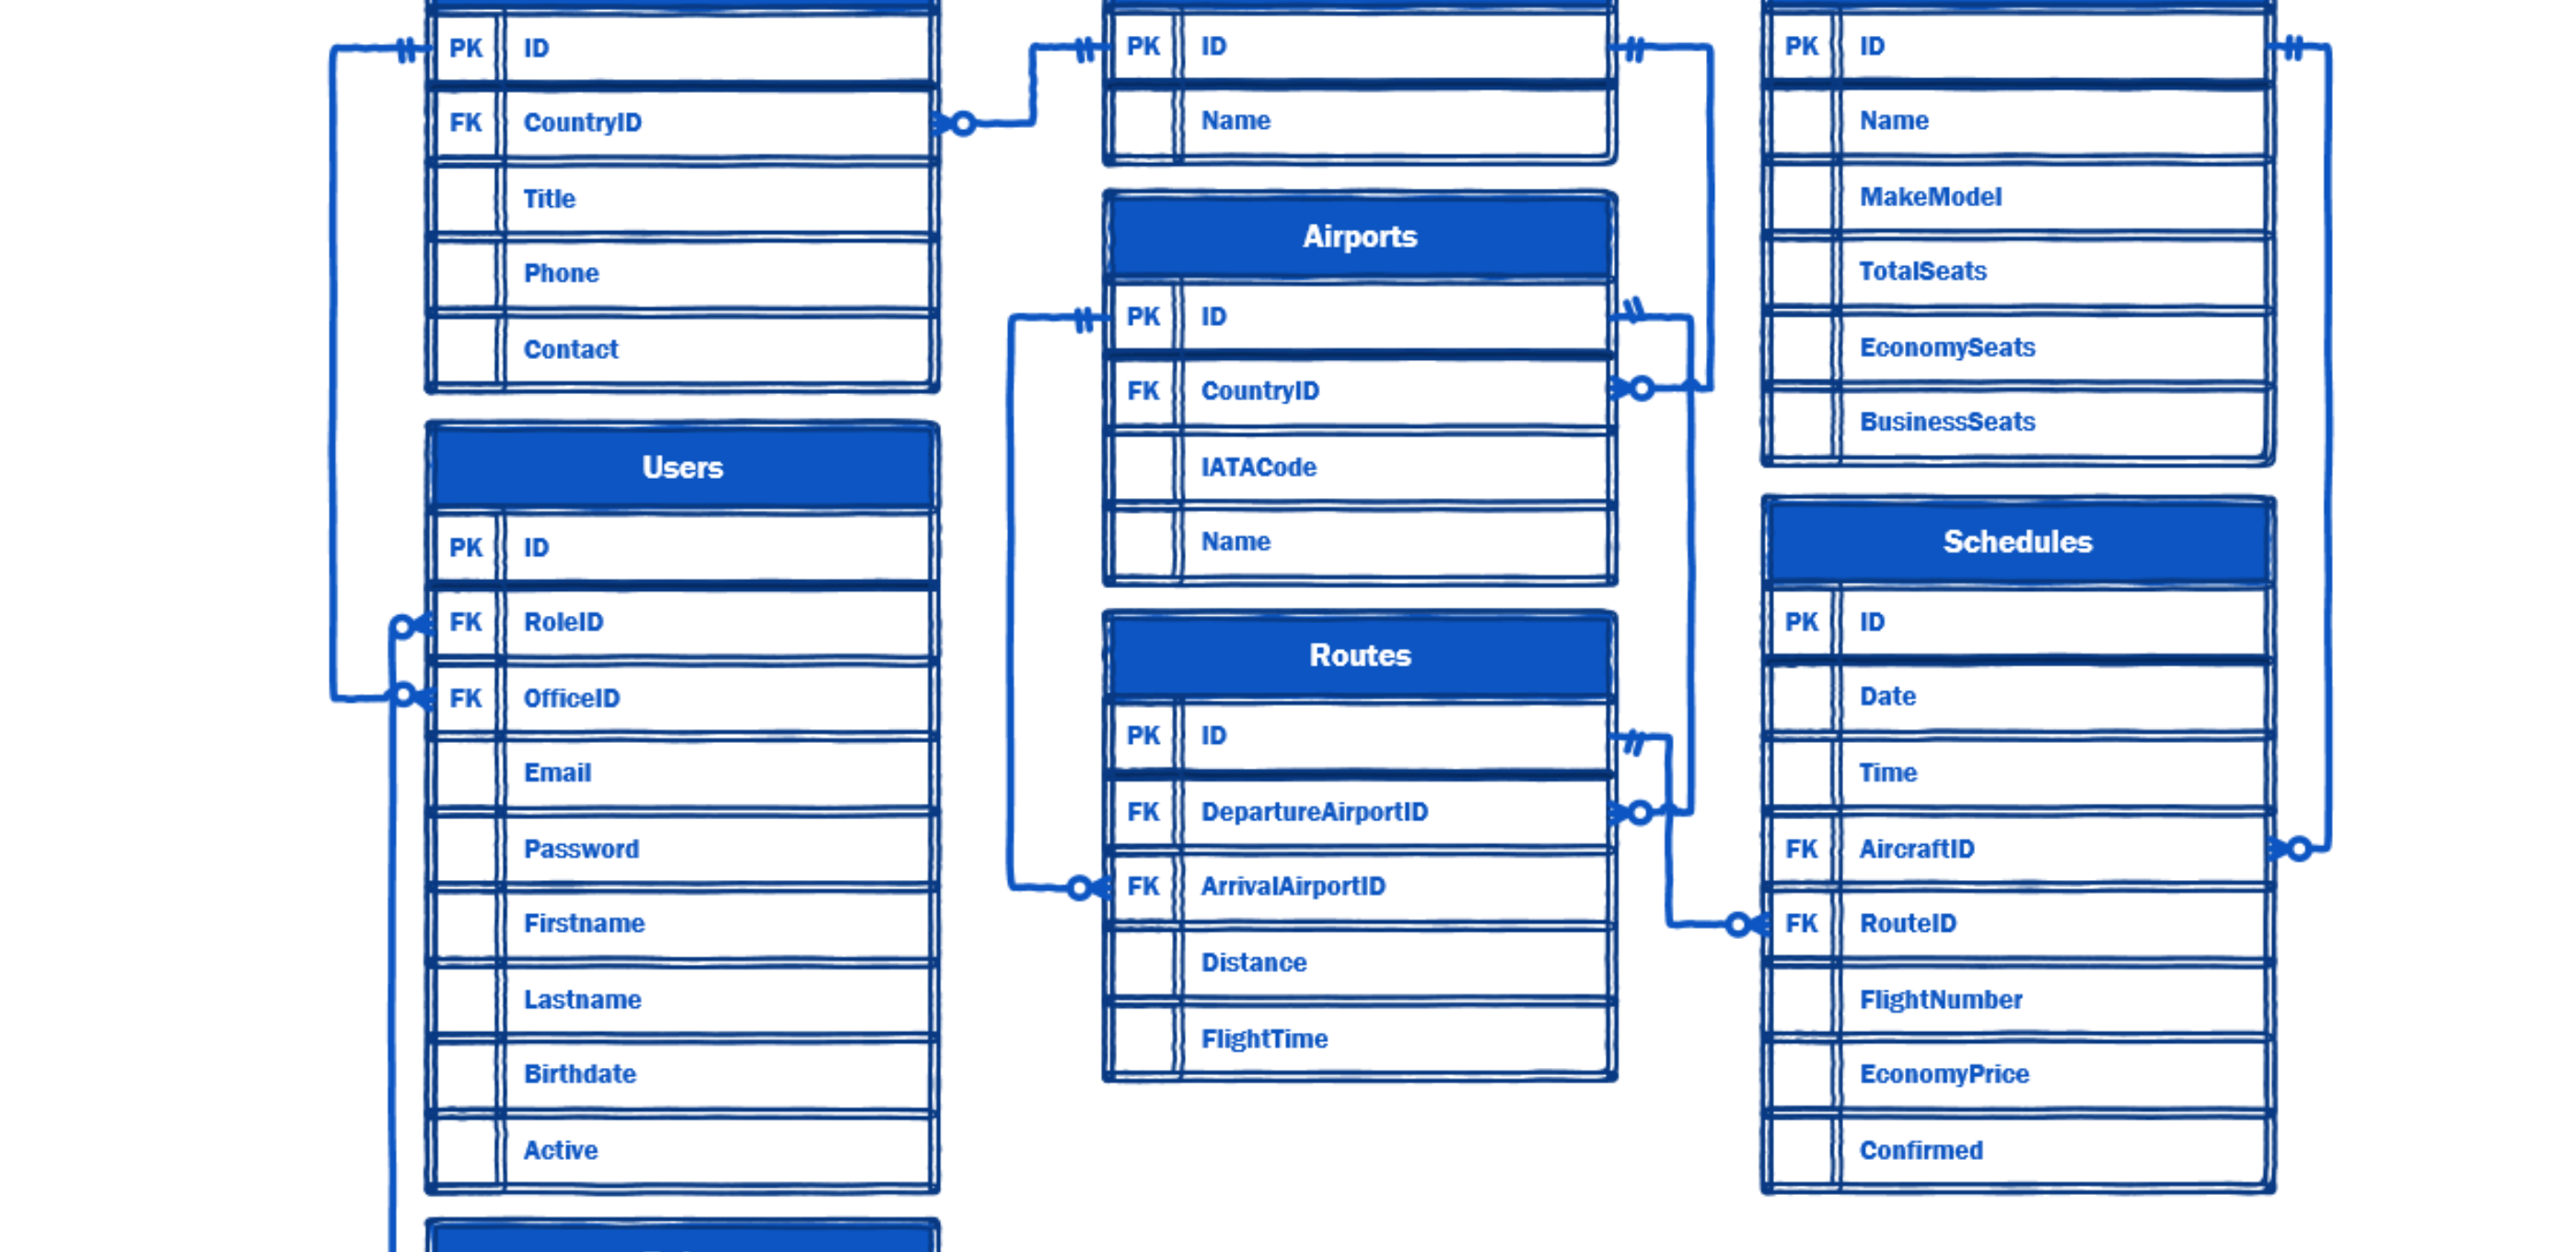 PK ID
FK CountryID
Title
Phone
Contact
Users
PK ID
FK RoleID
FK OfficeID
Email
Password
Firstname
Lastname
Birthdate
Active
PK ID
Name
Airports
PK ID
FK CountryID
IATACode
Name
Routes
PK ID
FK DepartureAirportID
FK ArrivalAirportID
Distance
FlightTime
PK ID
Name
MakeModel
TotalSeats
EconomySeats
BusinessSeats
Schedules
PK ID
Date
Time
FK AircraftID
FK RouteID
FlightNumber
EconomyPrice
Confirmed